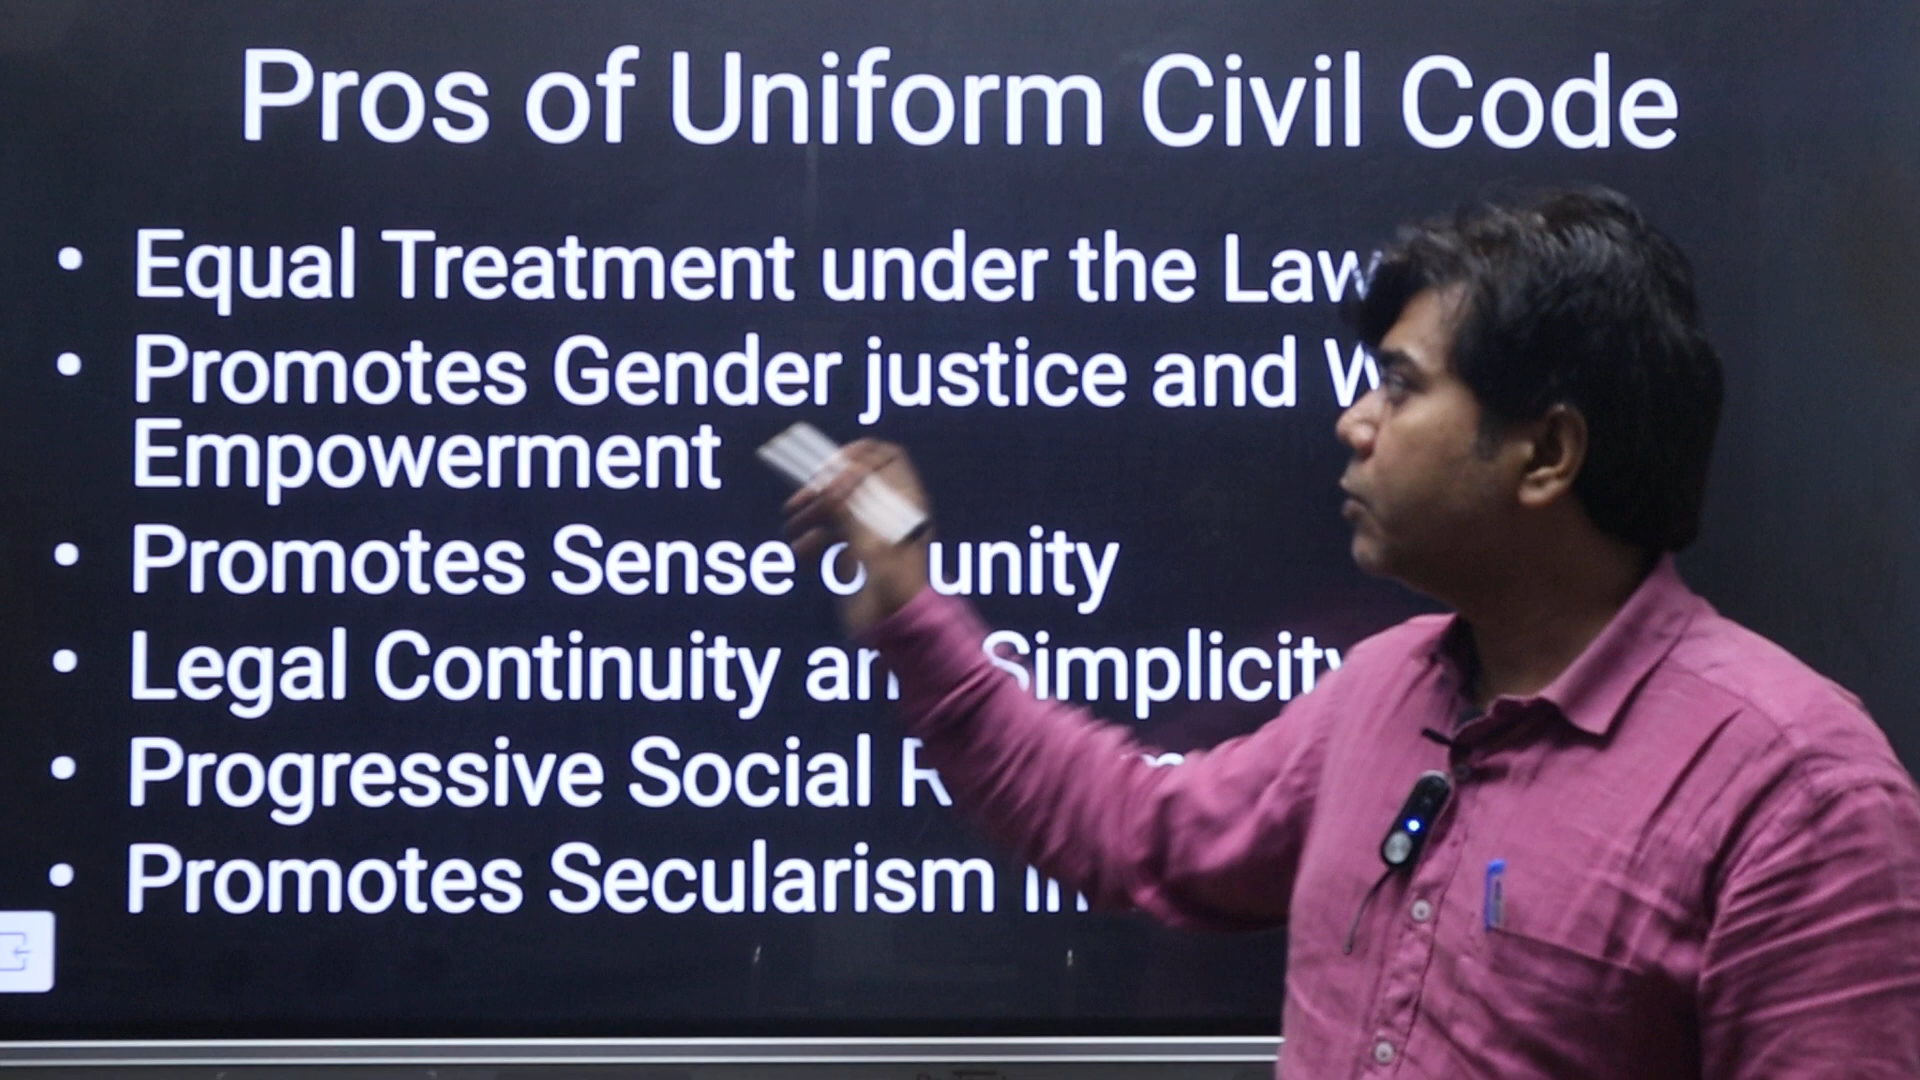 Pros of Uniform Civil Code
• Equal Treatment under the Law
• Promotes Gender justice and
Empowerment
• Promotes Sense unity
• Legal Continuity Simplicity
• Progressive Social
• Promotes Secularism in